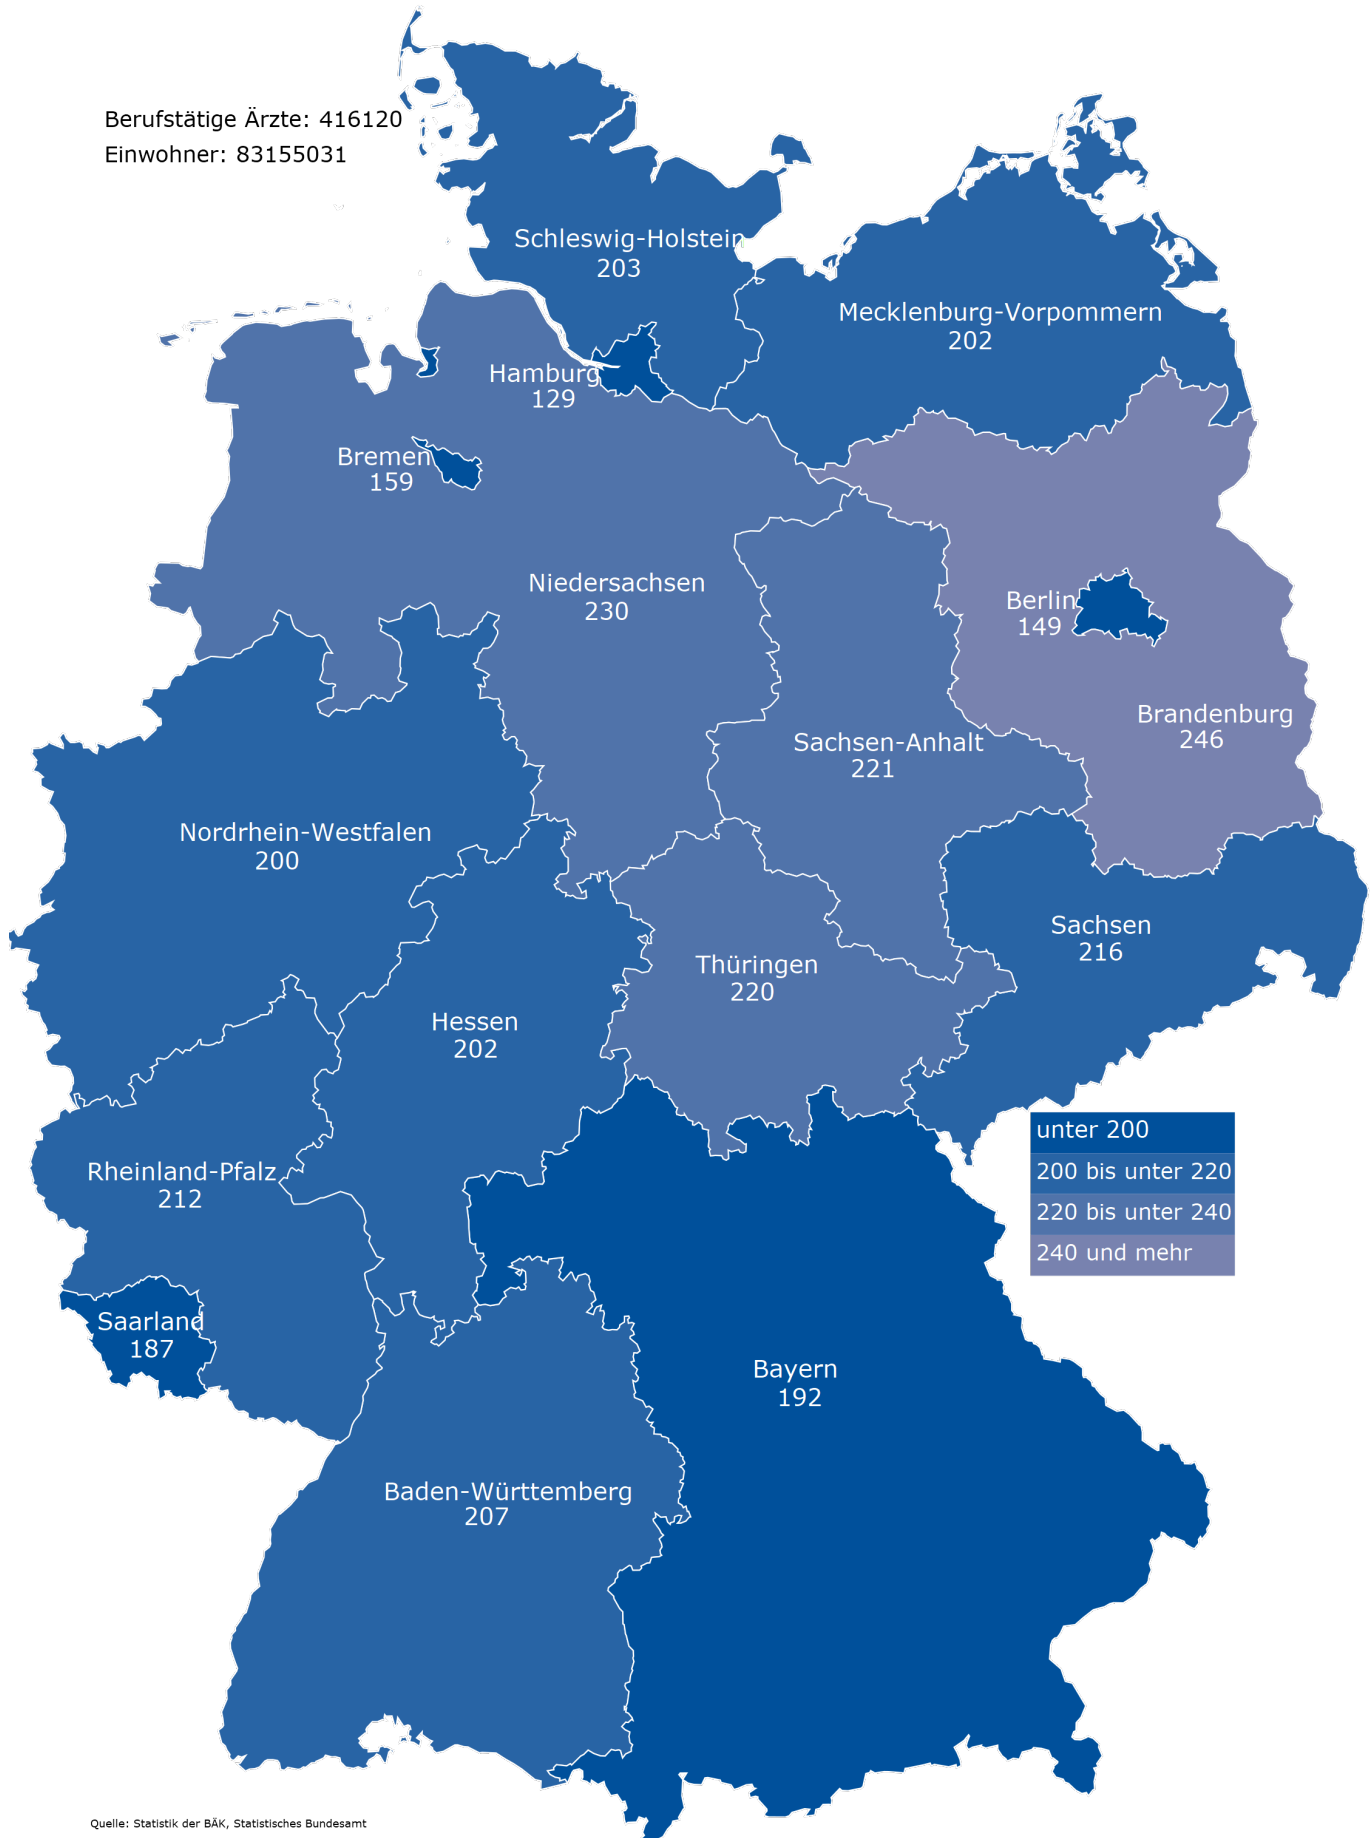 Berufstätige Ärzte: 416120
Einwohner: 83155031
Schleswig-Holstein
203
Mecklenburg-Vorpommern
202
Hamburg
129
Bremen
159
Niedersachsen
230
Berlin
149
Brandenburg
246
Sachsen-Anhalt
221
Nordrhein-Westfalen
200
Sachsen
216
Thüringen
220
Hessen
202
Rheinland-Pfalz
212
unter 200
200 bis unter 220
220 bis unter 240
240 und mehr
Saarland
187
Bayern
192
Baden-Württemberg
207
Quelle: Statistik der BÄK, Statistisches Bundesamt